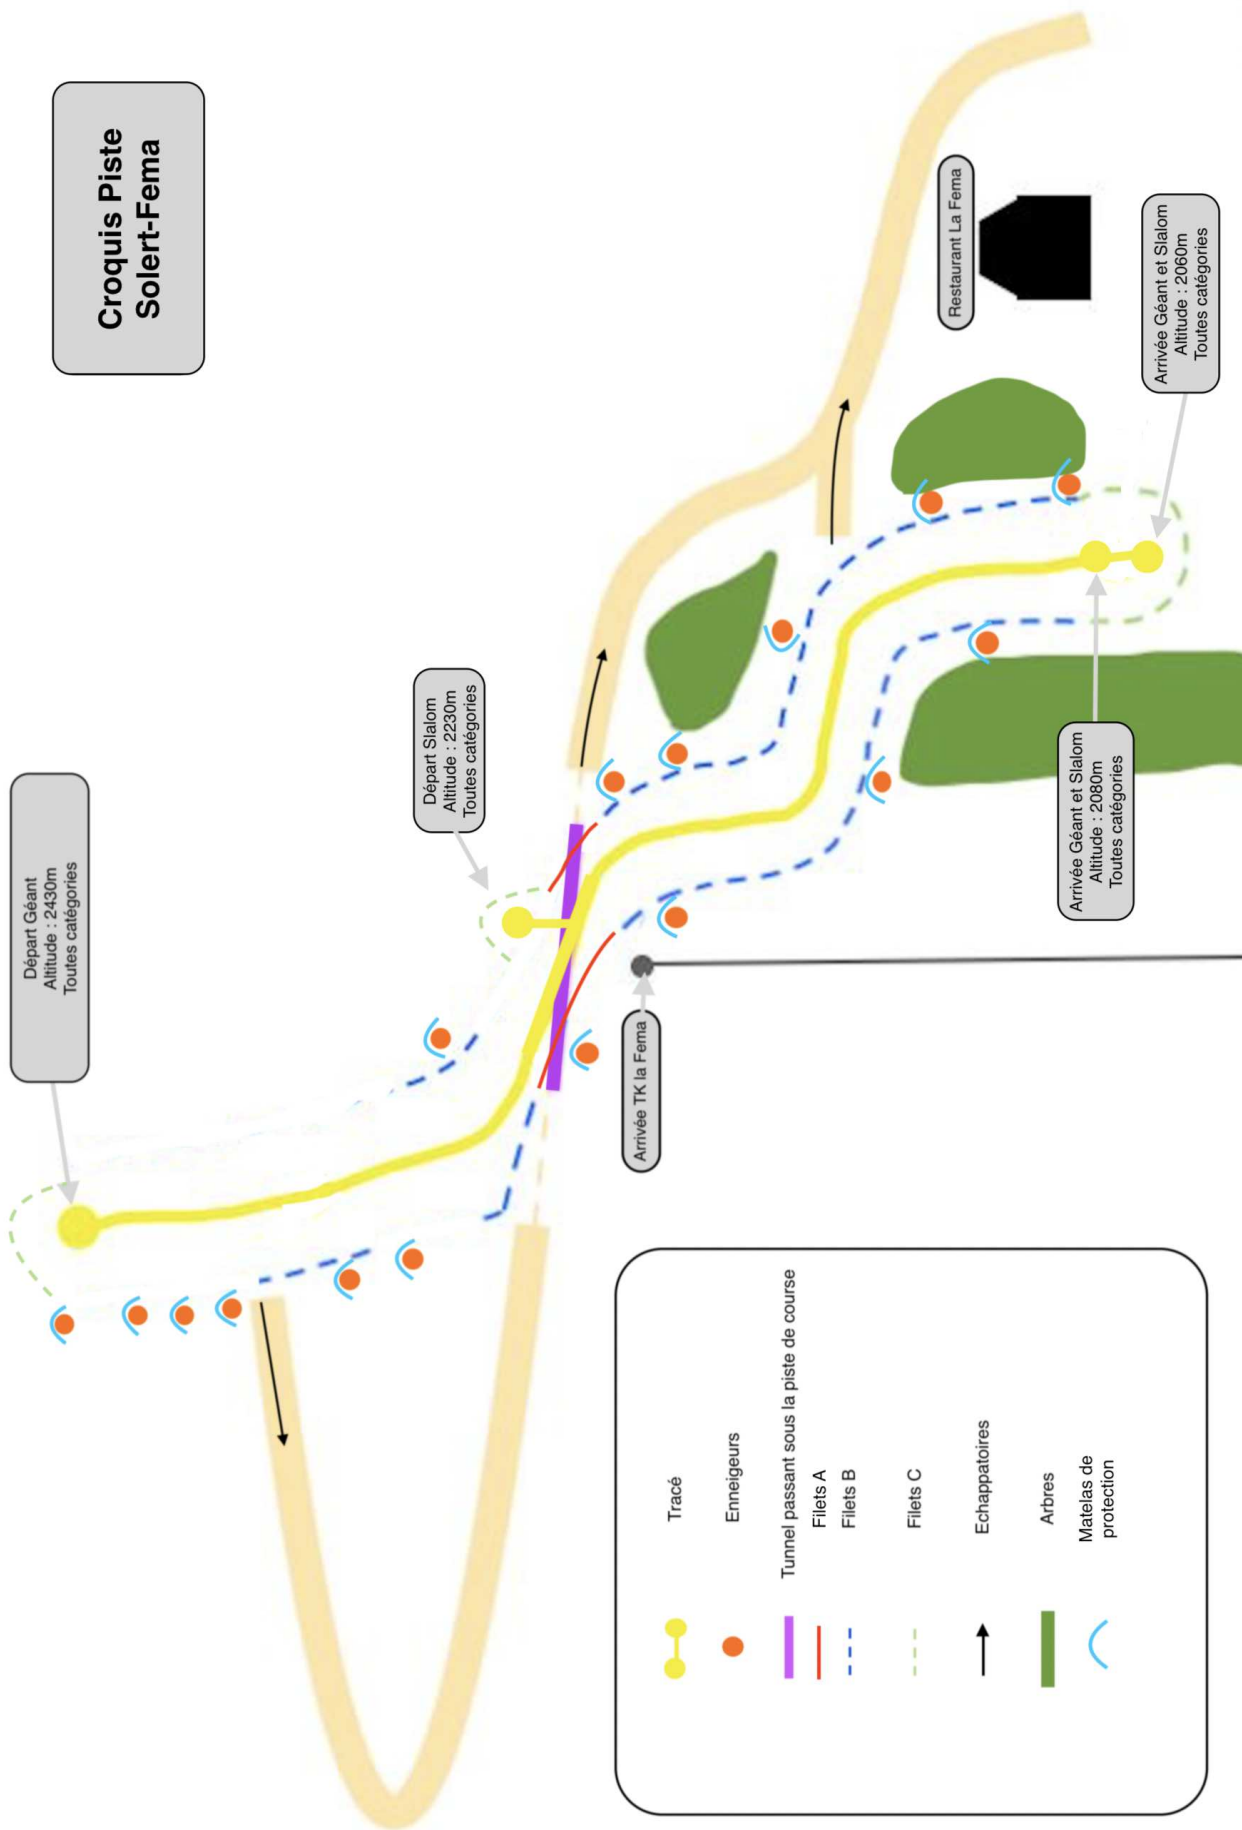 Croquis Piste
Solert-Fema
Départ Géant
Altitude : 2430m
Toutes catégories
Départ Slalom
Altitude : 2230m
Toutes catégories
Restaurant La Fema
Arrivée Géant et Slalom
Altitude : 2060m
Toutes catégories
Arrivée Géant et Slalom
Altitude : 2080m
Toutes catégories
Arrivée TK la Fema
Tracé
Enneigeurs
Tunnel passant sous la piste de course
Filets A
Filets B
Filets C
Echappatoires
Arbres
Matelas de
protection